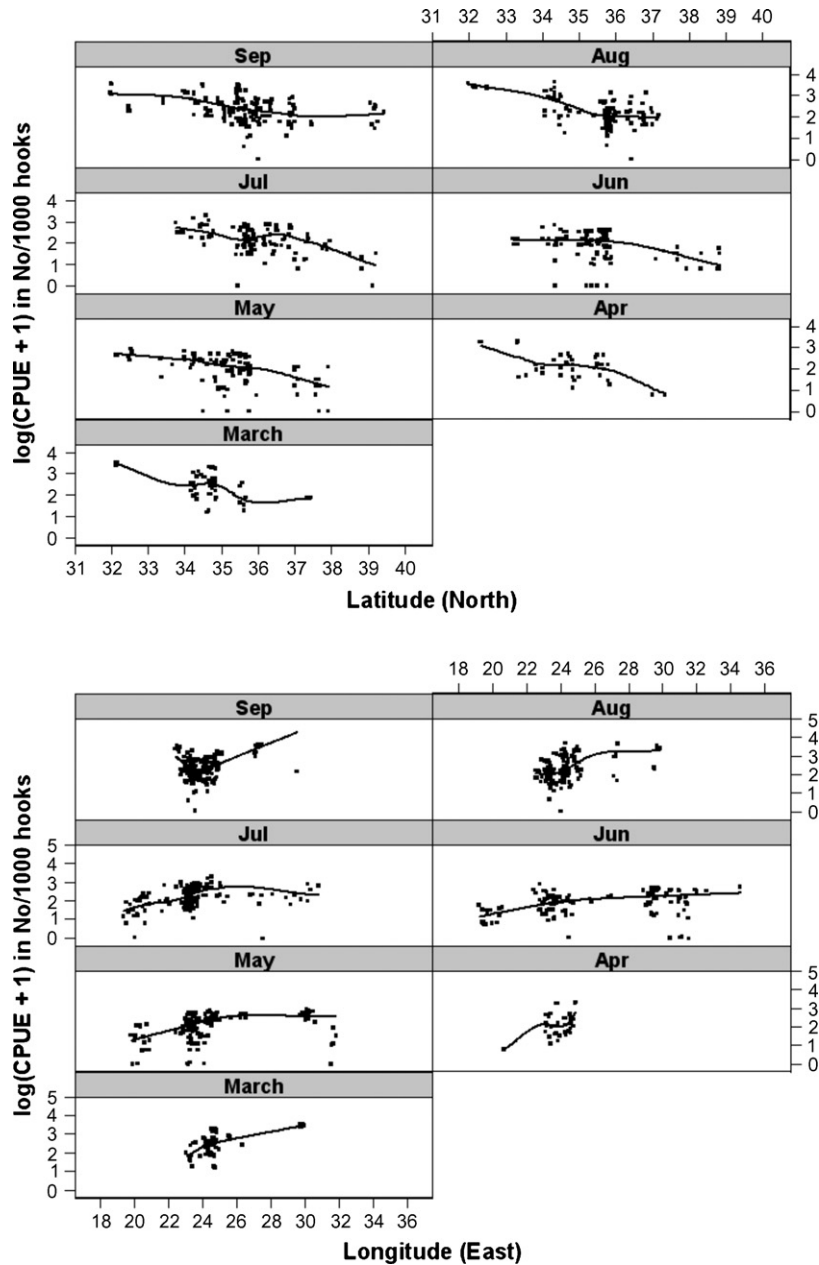 31 32 33 34 35 36 37 38 39 40
Sep Aug
4
3
2
1
0
Jul Jun
4
3
2
1
0
May Apr
4
3
2
1
0
March
4
3
2
1
0
log(CPUE + 1) in No/1000 hooks
31 32 33 34 35 36 37 38 39 40
Latitude (North)
18 20 22 24 26 28 30 32 34 36
Sep Aug
5
4
3
2
1
0
Jul Jun
5
4
3
2
1
0
May Apr
5
4
3
2
1
0
March
5
4
3
2
1
0
log(CPUE + 1) in No/1000 hooks
18 20 22 24 26 28 30 32 34 36
Longitude (East)